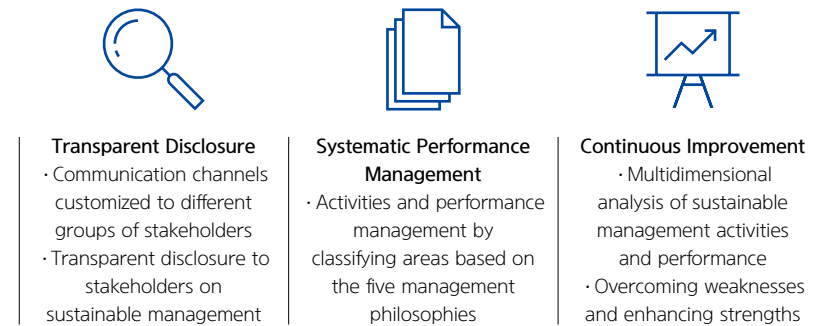 Transparent Disclosure
· Communication channels
customized to different
groups of stakeholders
· Transparent disclosure to
stakeholders on
sustainable management
Systematic Performance
Management
· Activities and performance
management by
classifying areas based on
the five management
philosophies
Continuous Improvement
· Multidimensional
analysis of sustainable
management activities
and performance
· Overcoming weaknesses
and enhancing strengths